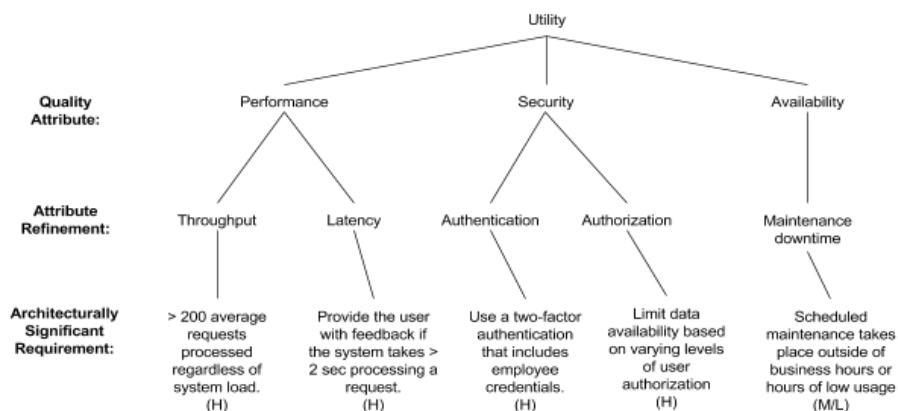 Utility
Quality
Attribute:
Performance
Security
Availability
Attribute
Refinement:
Throughput
Latency
Authentication
Authorization
Maintenance
downtime
Architecturally
Significant
Requirement:
> 200 average
requests
processed
regardless of
system load.
(H)
Provide the user
with feedback if
the system takes >
2 sec processing a
request.
(H)
Use a two-factor
authentication
that includes
employee
credentials.
(H)
Limit data
availability based
on varying levels
of user
authorization
(H)
Scheduled
maintenance takes
place outside of
business hours or
hours of low usage
(M/L)